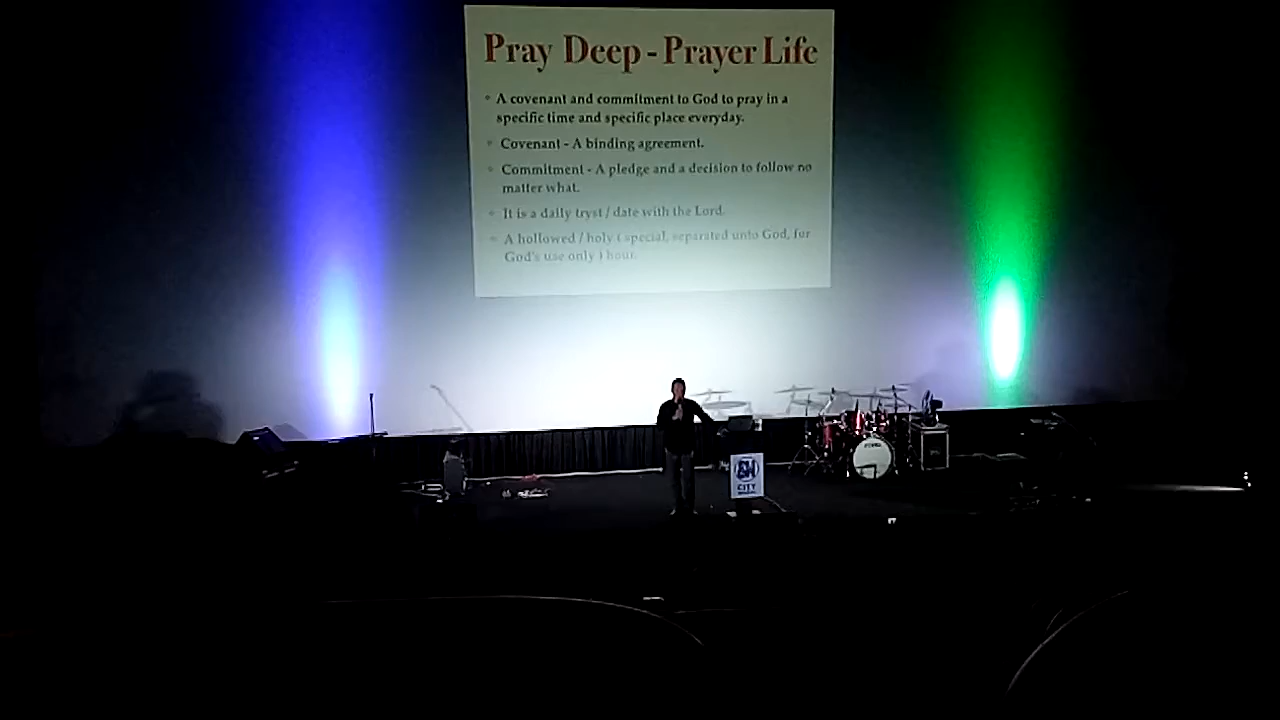 Pray Deep - Prayer Life
• A covenant and commitment to God to pray in a
specific time and specific place everyday.
• Covenant - A binding agreement.
• Commitment - A pledge and a decision to follow no
matter what.
• It is a daily tryst / date with the Lord.
• A hollowed / holy ( special, separated unto God, for
God's use only ) hour.
SM
CITY
TAMA